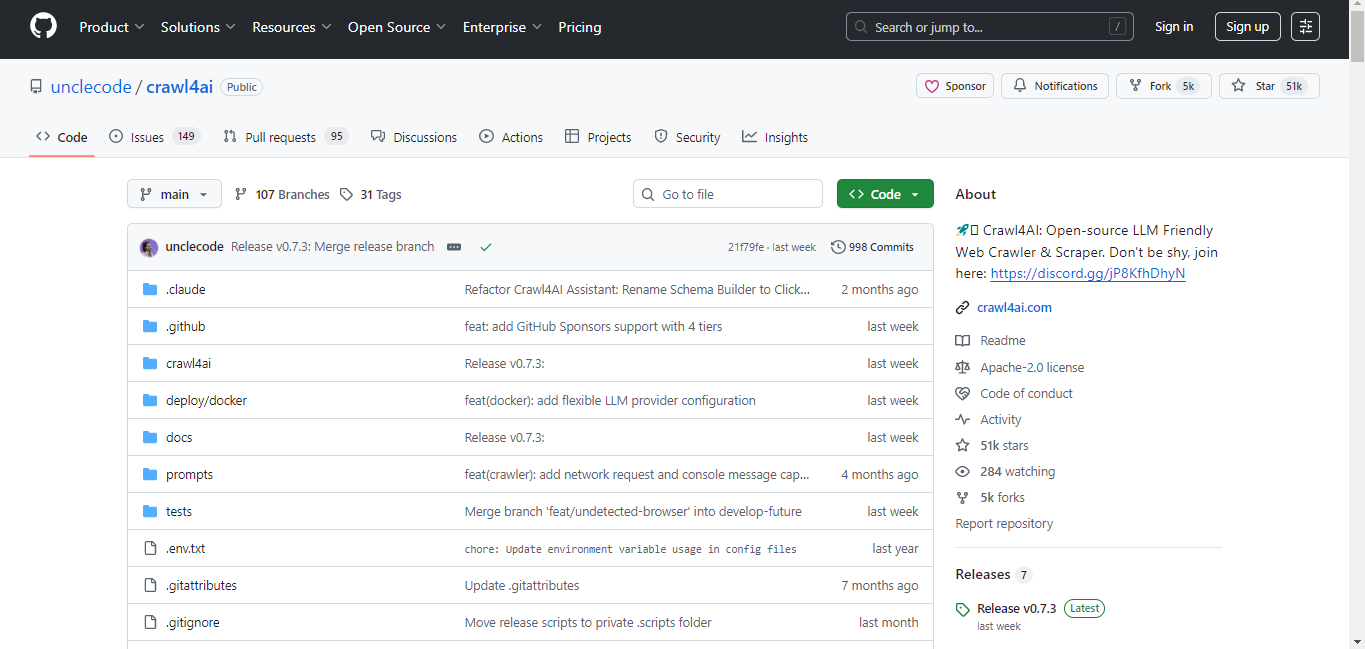 Product Solutions Resources Open Source Enterprise Pricing Search or jump to... / Sign in Sign up
unclecode / crawl4ai Public Sponsor Notifications Fork 5k Star 51k
Code Issues 149 Pull requests 95 Discussions Actions Projects Security Insights
main 107 Branches 31 Tags Go to file Code
unclecode Release v0.7.3: Merge release branch 21f79fe · last week 998 Commits
.claude Refactor Crawl4AI Assistant: Rename Schema Builder to Click... 2 months ago
.github feat: add GitHub Sponsors support with 4 tiers last week
crawl4ai Release v0.7.3: last week
deploy/docker feat(docker): add flexible LLM provider configuration last week
docs Release v0.7.3: last week
prompts feat(crawler): add network request and console message cap... 4 months ago
tests Merge branch 'feat/undetected-browser' into develop-future last week
.env.txt chore: Update environment variable usage in config files last year
.gitattributes Update .gitattributes 7 months ago
.gitignore Move release scripts to private .scripts folder last month
About
🚀 Crawl4AI: Open-source LLM Friendly
Web Crawler & Scraper. Don't be shy, join
here: https://discord.gg/jP8KfhDhyN
crawl4ai.com
Readme
Apache-2.0 license
Code of conduct
Activity
51k stars
284 watching
5k forks
Report repository
Releases 7
Release v0.7.3 Latest
last week